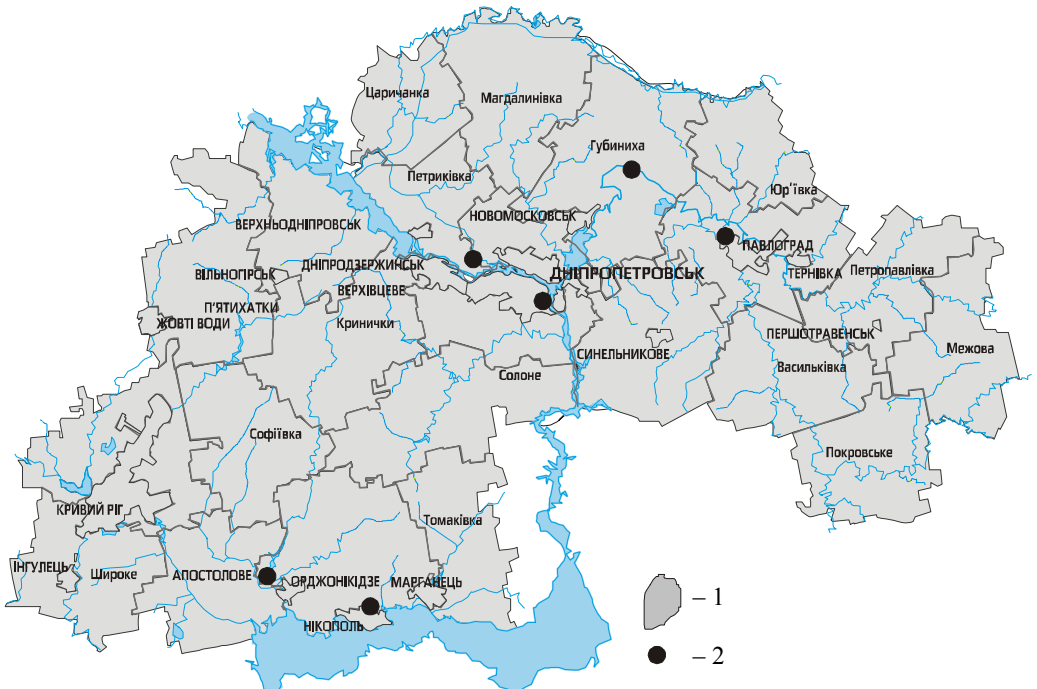 Царичанка
Магдалинівка
Губиниха
Петриківка
Юр'ївка
НОВОМОСКОВСЬК
ВЕРХНЬОДНІПРОВСЬК
ПАВЛОГРАД
ДНІПРОДЗЕРЖИНСЬК
ДНІПРОПЕТРОВСЬК
ТЕРНІВКА
Петропавлівка
ВІЛЬНОГІРСЬК
ВЕРХІВЦЕВЕ
П'ЯТИХАТКИ
ЖОВТІ ВОДИ
Кринички
ПЕРШОТРАВЕНСЬК
Межова
СИНЕЛЬНИКОВЕ
Васильківка
Солоне
Софіївка
Покровське
КРИВИЙ РІГ
Томаківка
ІНГУЛЕЦЬ
Широке
АПОСТОЛОВЕ
ОРДЖОНІКІДЗЕ
МАРГАНЕЦЬ
НІКОПОЛЬ
– 1
– 2